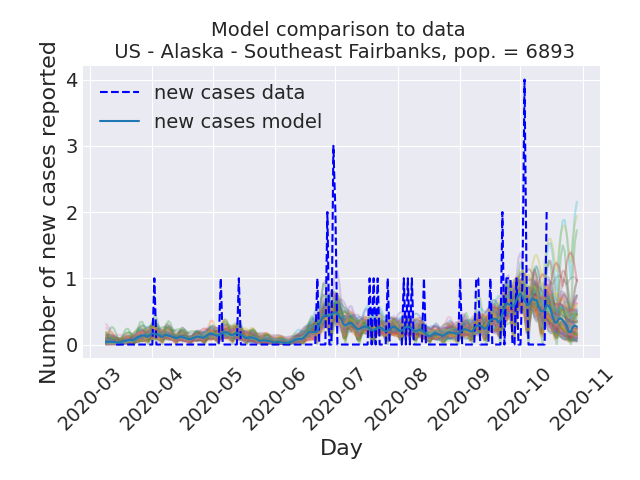 Model comparison to data
US - Alaska - Southeast Fairbanks, pop. = 6893
Number of new cases reported
4
3
2
1
0
new cases data
new cases model
2020-03
2020-04
2020-05
2020-06
2020-07
2020-08
2020-09
2020-10
2020-11
Day